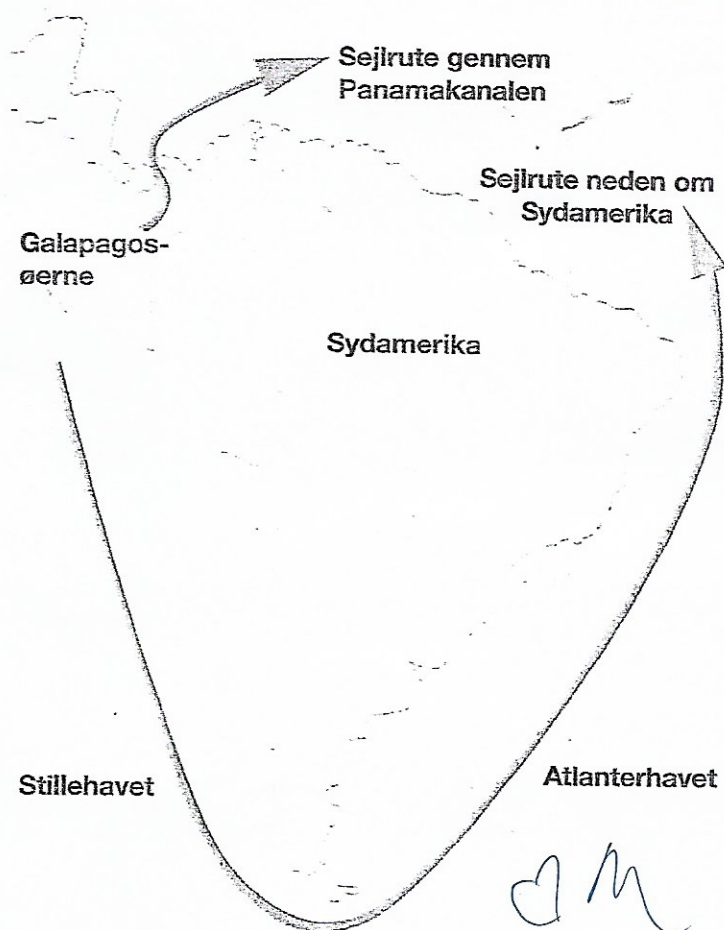 Sejlrute gennem
Panamakanalen
Sejlrute neden om
Sydamerika
Galapagos-
øerne
Sydamerika
Stillehavet
Atlanterhavet